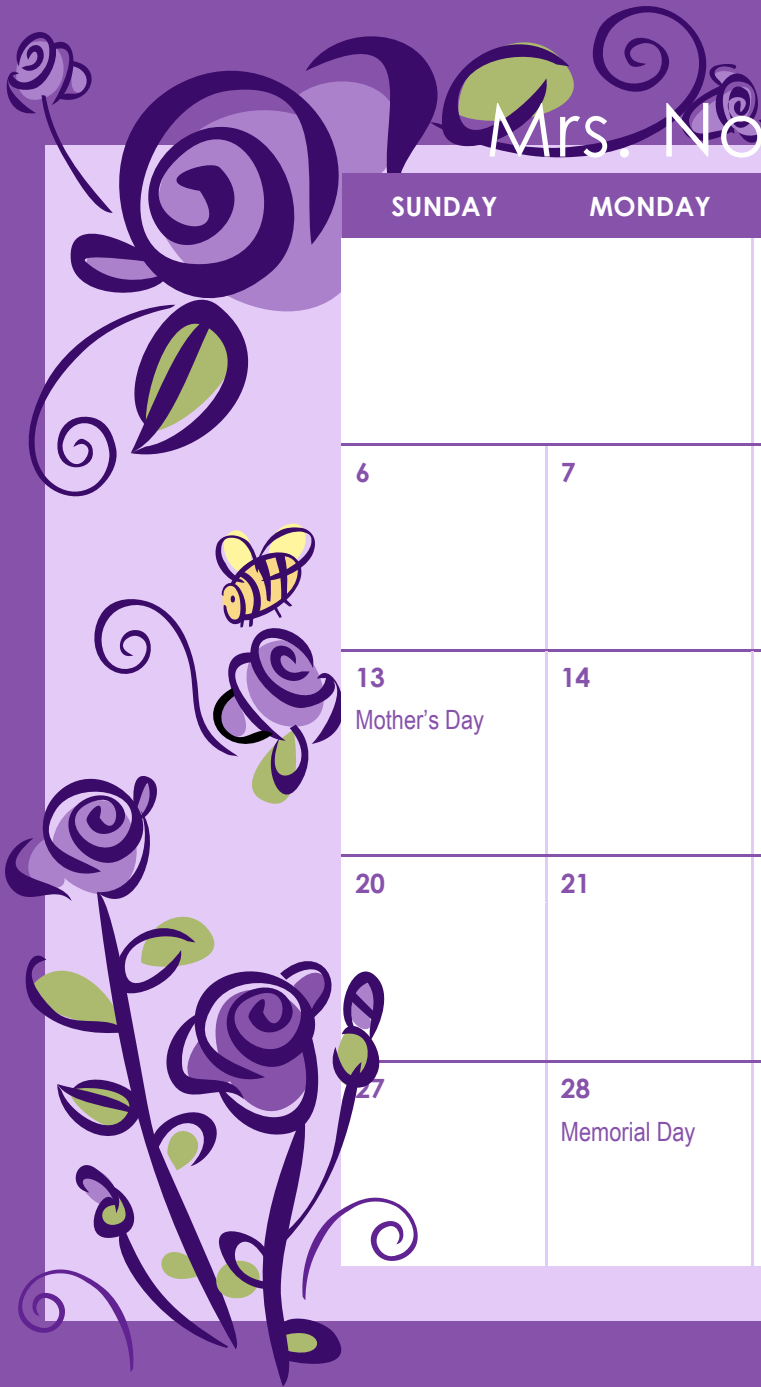 Mrs. No
SUNDAY MONDAY
6 7
13 14
Mother's Day
20 21
27 28
Memorial Day